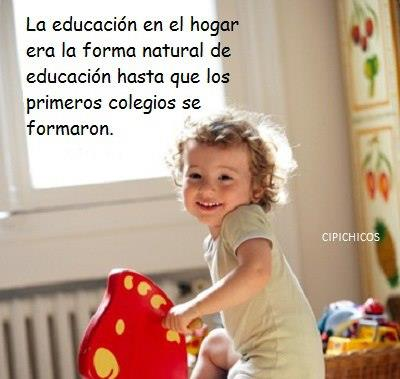 La educación en el hogar
era la forma natural de
educación hasta que los
primeros colegios se
formaron.
CIPICHICOS